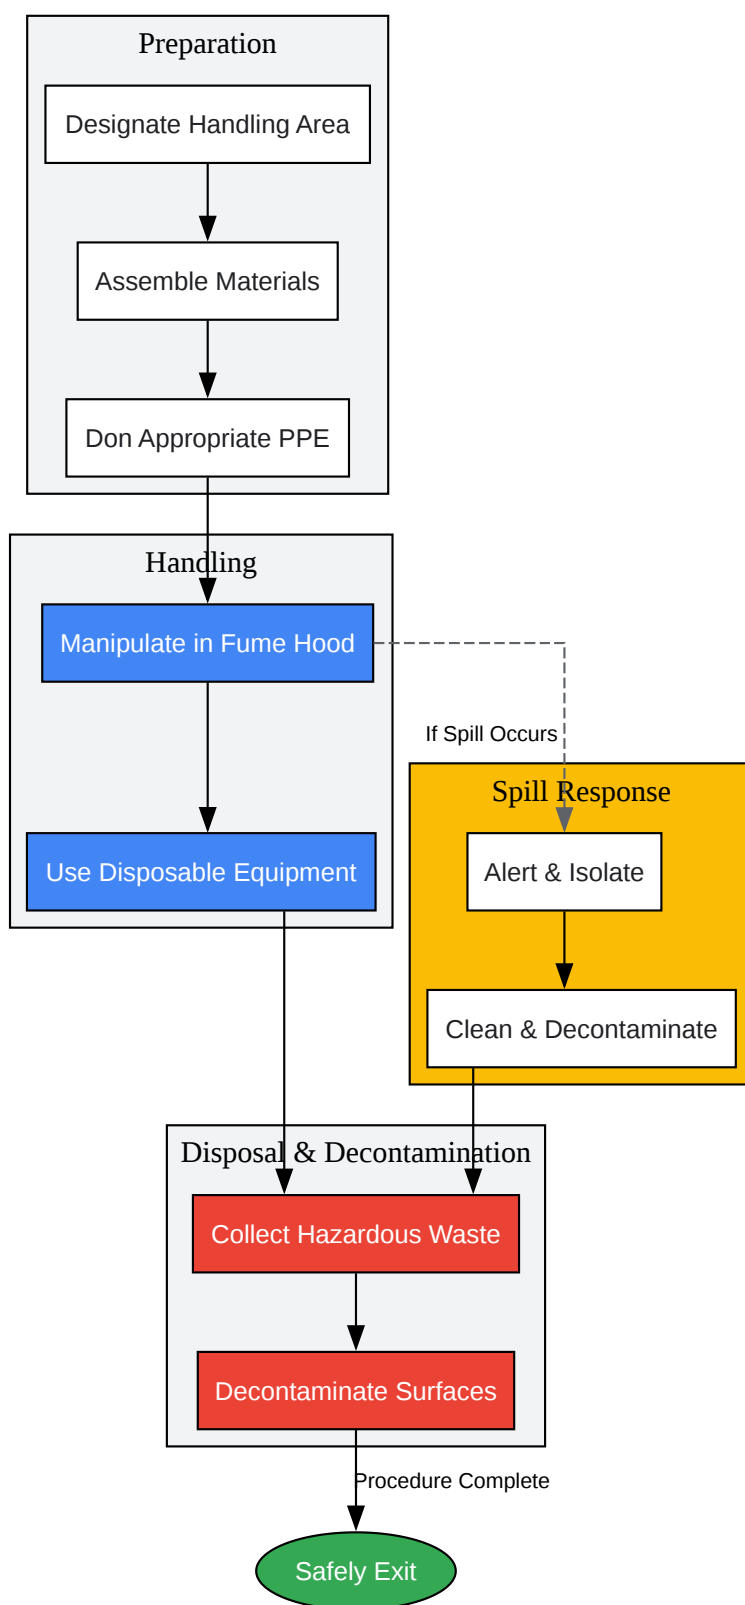 Preparation
Designate Handling Area
Assemble Materials
Don Appropriate PPE
Handling
Manipulate in Fume Hood
If Spill Occurs
Spill Response
Use Disposable Equipment
Alert & Isolate
Clean & Decontaminate
Disposal & Decontamination
Collect Hazardous Waste
Decontaminate Surfaces
Procedure Complete
Safely Exit